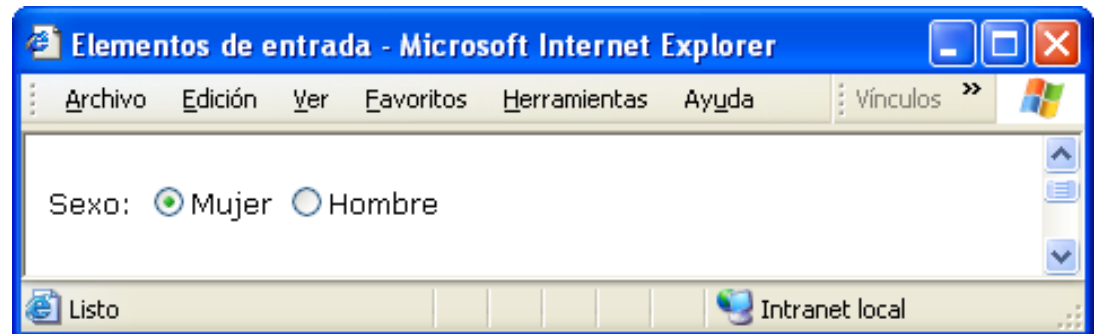 Elementos de entrada - Microsoft Internet Explorer
Archivo Edición Ver Favoritos Herramientas Ayuda Vínculos »
Sexo: Mujer Hombre
Listo Intranet local